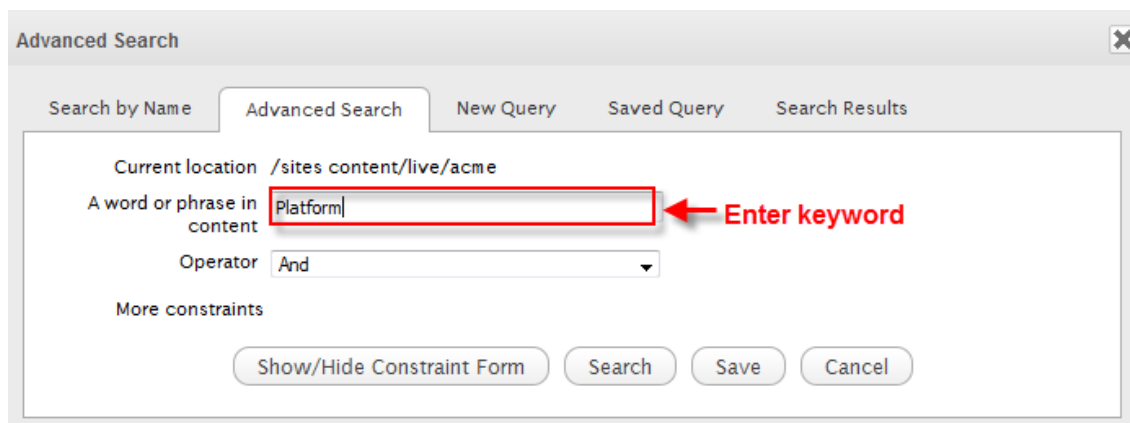 Advanced Search
Search by Name Advanced Search New Query Saved Query Search Results
Current location /sites content/live/acme
A word or phrase in
content
Platform
Enter keyword
Operator And
More constraints
Show/Hide Constraint Form Search Save Cancel